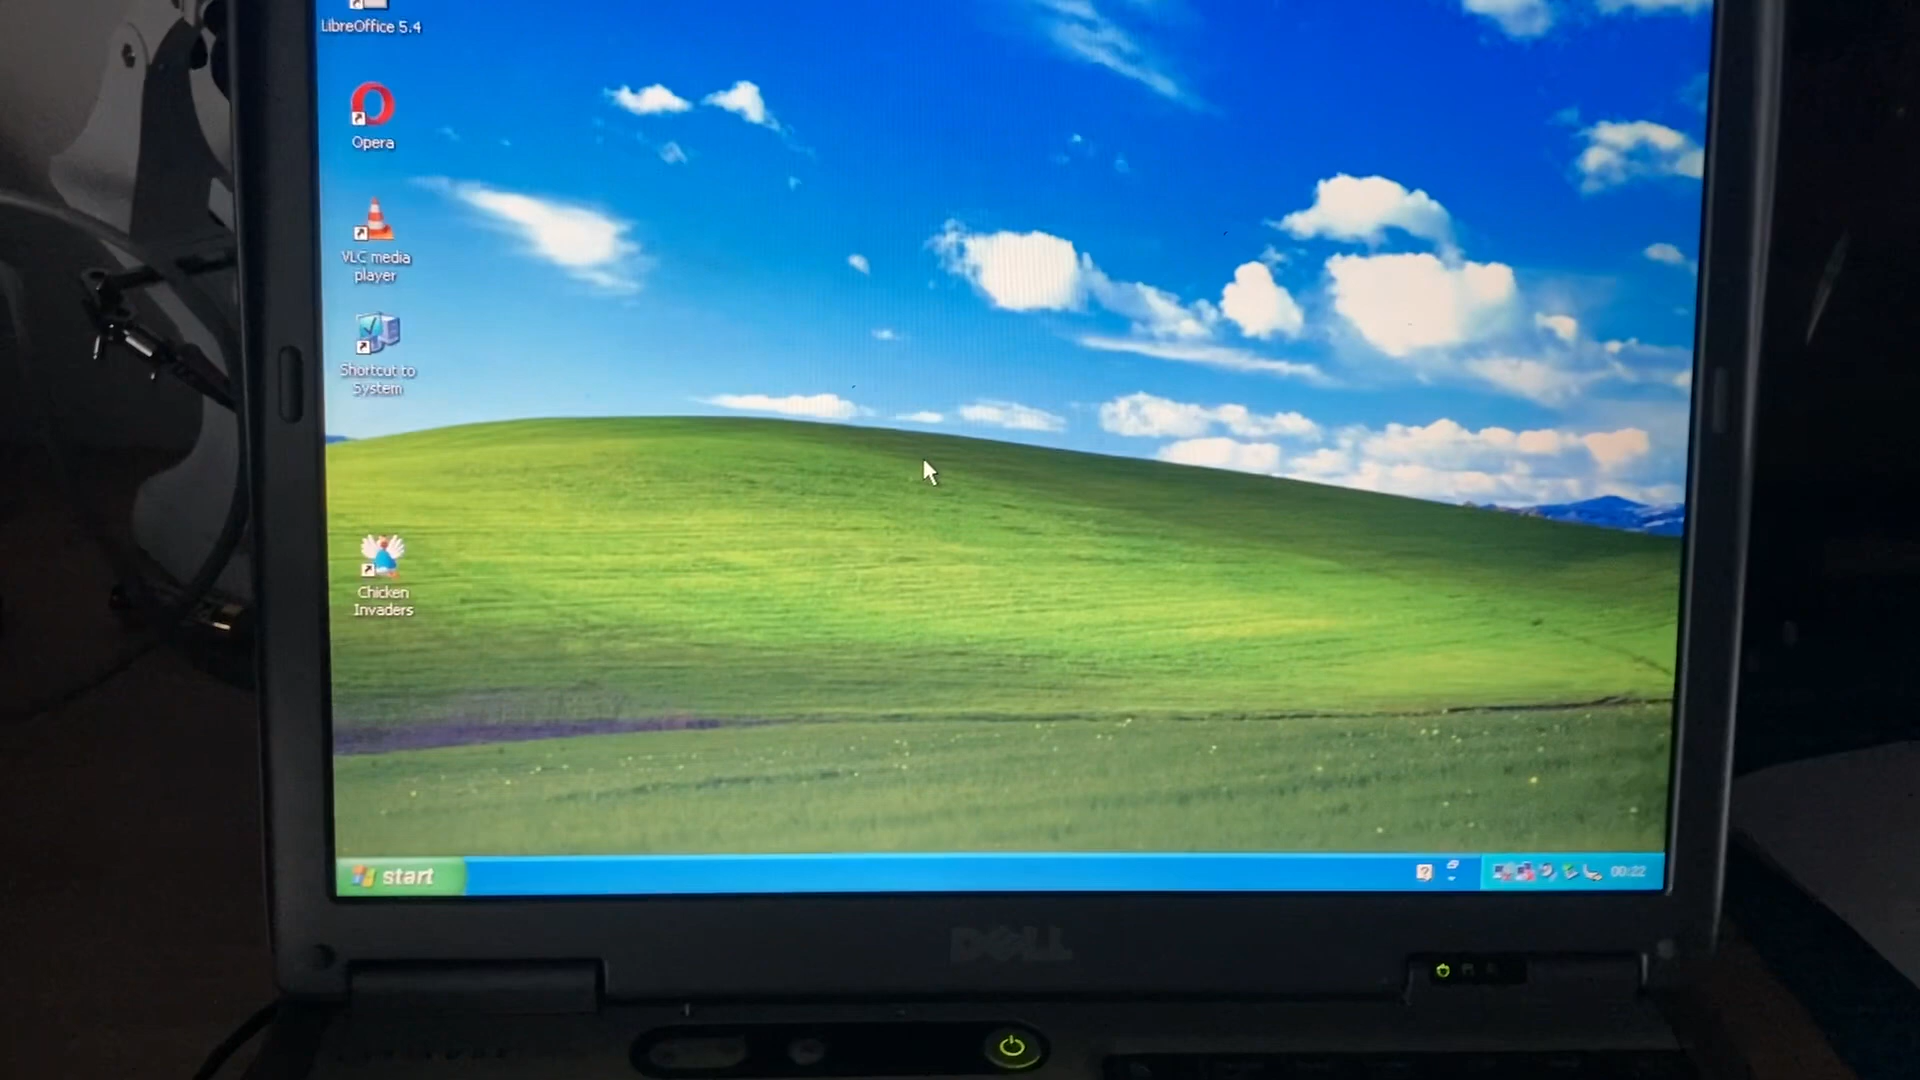 LibreOffice 5.4
Opera
VLC media
player
Shortcut to
System
Chicken
Invaders
start
00:22
DELL